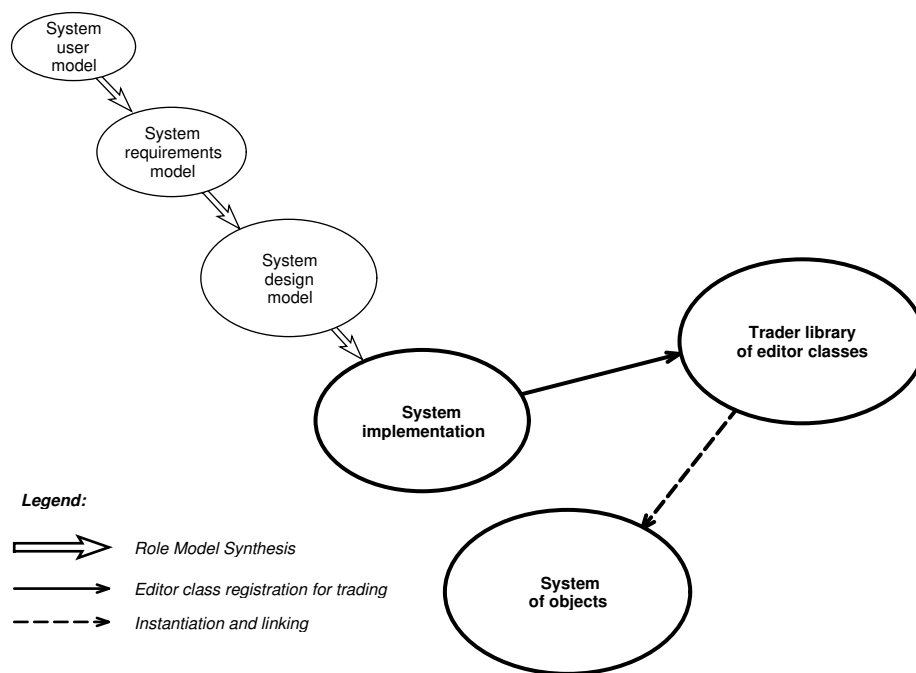 System
user
model
System
requirements
model
System
design
model
Trader library
of editor classes
System
implementation
Legend:
Role Model Synthesis
Editor class registration for trading
Instantiation and linking
System
of objects